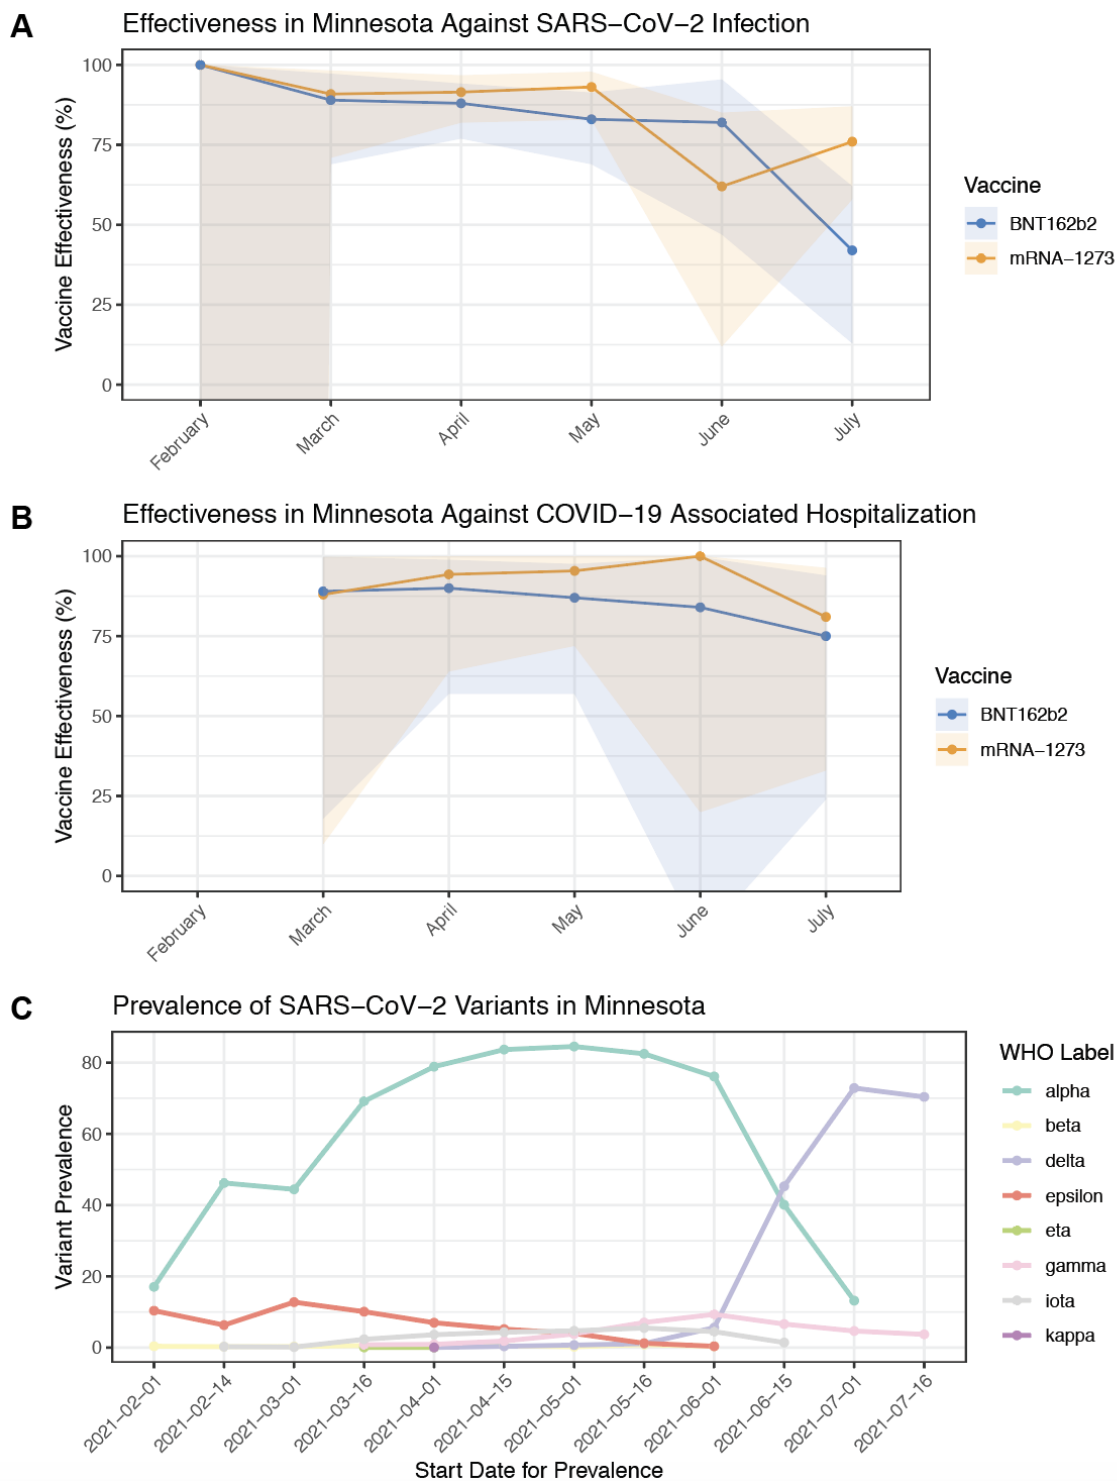 A
Effectiveness in Minnesota Against SARS−CoV−2 Infection
Vaccine Effectiveness (%)
100
75
50
25
0
February
March
April
May
June
July
Vaccine
BNT162b2
mRNA−1273
B
Effectiveness in Minnesota Against COVID−19 Associated Hospitalization
Vaccine Effectiveness (%)
100
75
50
25
0
February
March
April
May
June
July
Vaccine
BNT162b2
mRNA−1273
C
Prevalence of SARS−CoV−2 Variants in Minnesota
Variant Prevalence
80
60
40
20
0
2021−02−01
2021−02−14
2021−03−01
2021−03−16
2021−04−01
2021−04−15
2021−05−01
2021−05−16
2021−06−01
2021−06−15
2021−07−01
2021−07−16
Start Date for Prevalence
WHO Label
alpha
beta
delta
epsilon
eta
gamma
iota
kappa